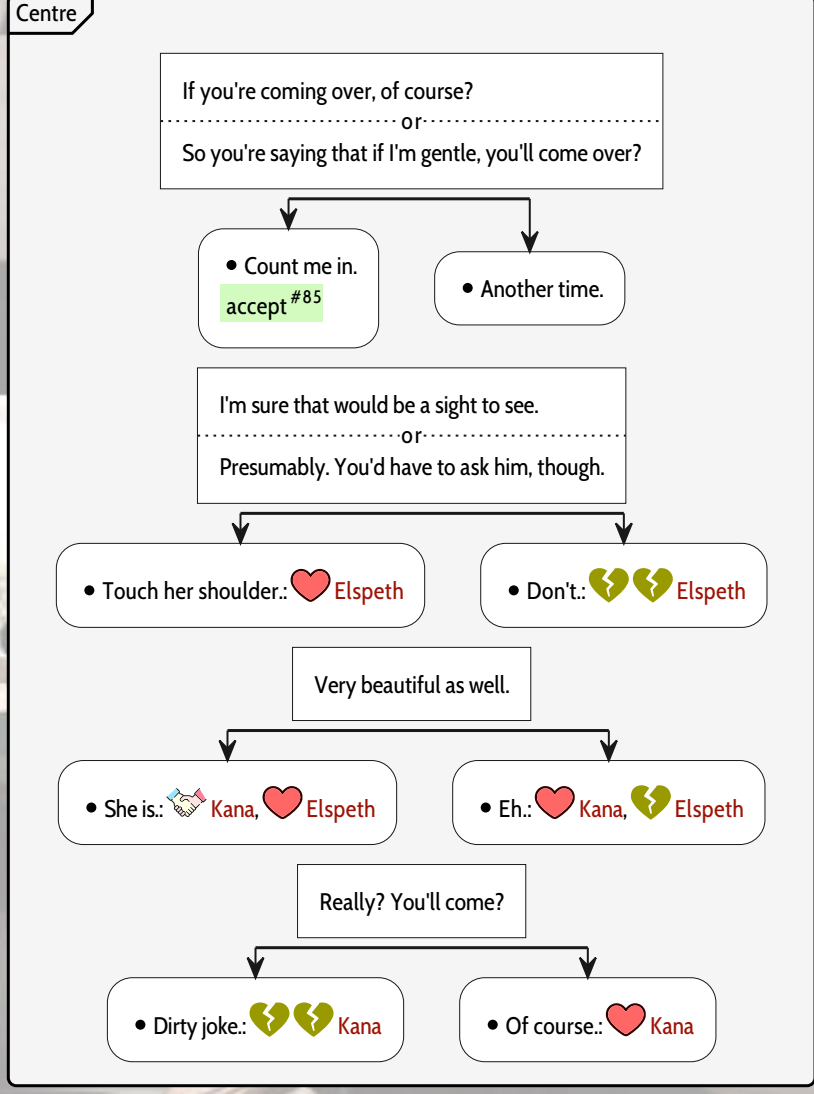 Centre
If you're coming over, of course?
or
So you're saying that if I'm gentle, you'll come over?
• Count me in.
accept #85
• Another time.
I'm sure that would be a sight to see.
or
Presumably. You'd have to ask him, though.
• Touch her shoulder.: Elspeth
• Don't.: Elspeth
Very beautiful as well.
• She is.: Kana, Elspeth
• Eh.: Kana, Elspeth
Really? You'll come?
• Dirty joke.: Kana
• Of course.: Kana